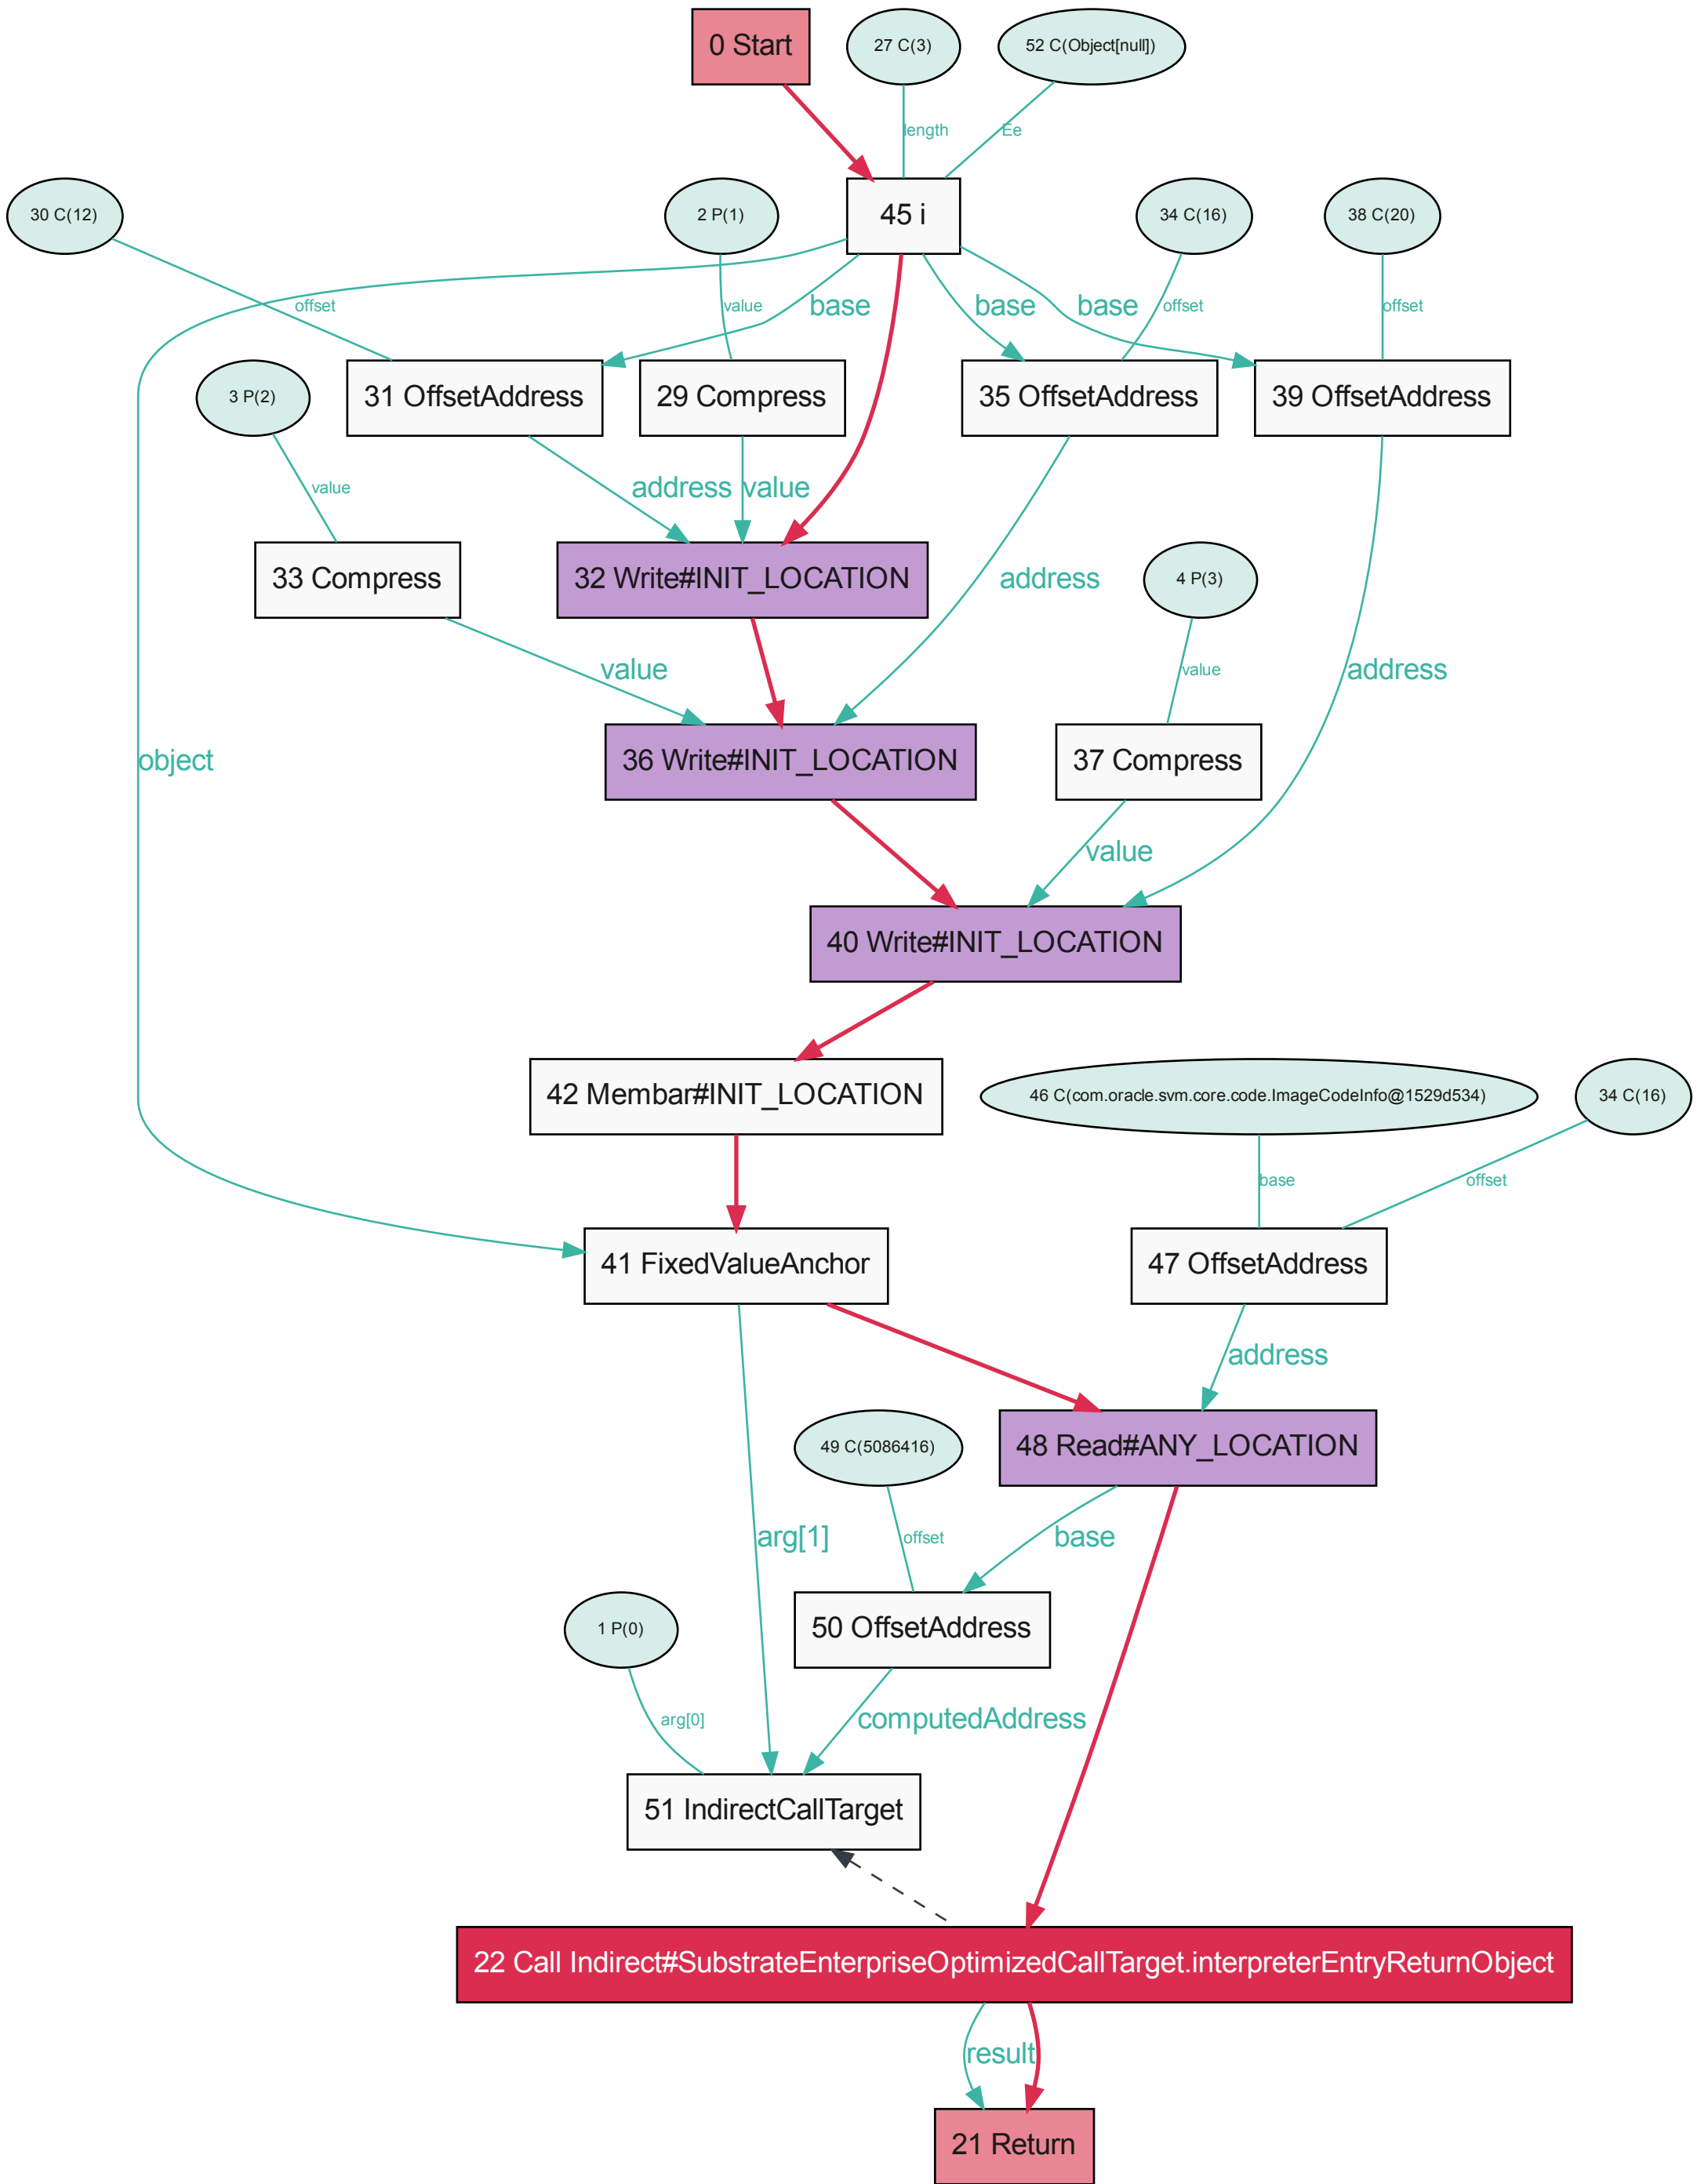 0 Start
27 C(3)
52 C(Object[null])
length
Ee
30 C(12)
2 P(1)
45 i
34 C(16)
38 C(20)
offset
value
base
base
offset
base
offset
3 P(2)
31 OffsetAddress
29 Compress
35 OffsetAddress
39 OffsetAddress
value
address
value
33 Compress
32 Write#INIT_LOCATION
address
4 P(3)
value
value
address
object
36 Write#INIT_LOCATION
37 Compress
value
40 Write#INIT_LOCATION
42 Membar#INIT_LOCATION
46 C(com.oracle.svm.core.code.ImageCodeInfo@1529d534)
34 C(16)
base
offset
41 FixedValueAnchor
47 OffsetAddress
address
49 C(5086416)
48 Read#ANY_LOCATION
arg[1]
offset
base
1 P(0)
50 OffsetAddress
arg[0]
computedAddress
51 IndirectCallTarget
22 Call Indirect#SubstrateEnterpriseOptimizedCallTarget.interpreterEntryReturnObject
result
21 Return